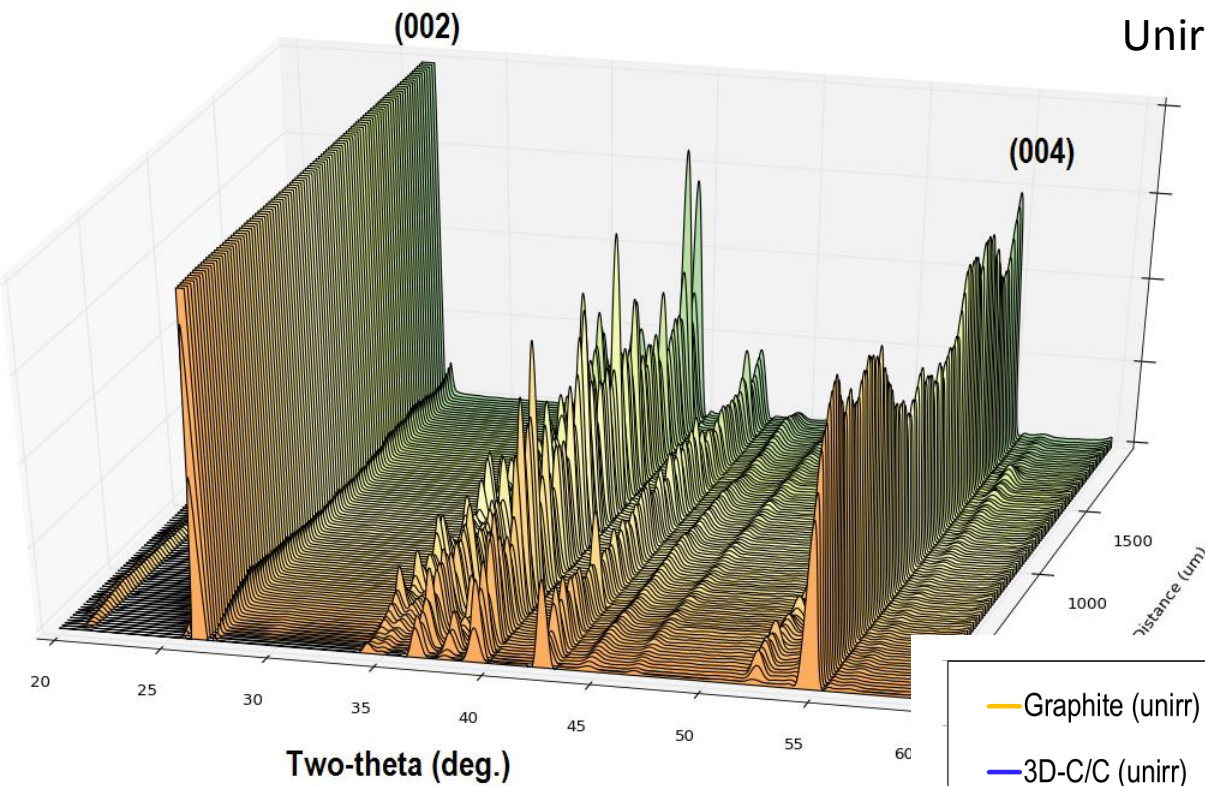 (002)
Unir
(004)
1500
1000
Distance (um)
20
25
30
35
40
45
50
55
60
Two-theta (deg.)
Graphite (unirr)
3D-C/C (unirr)